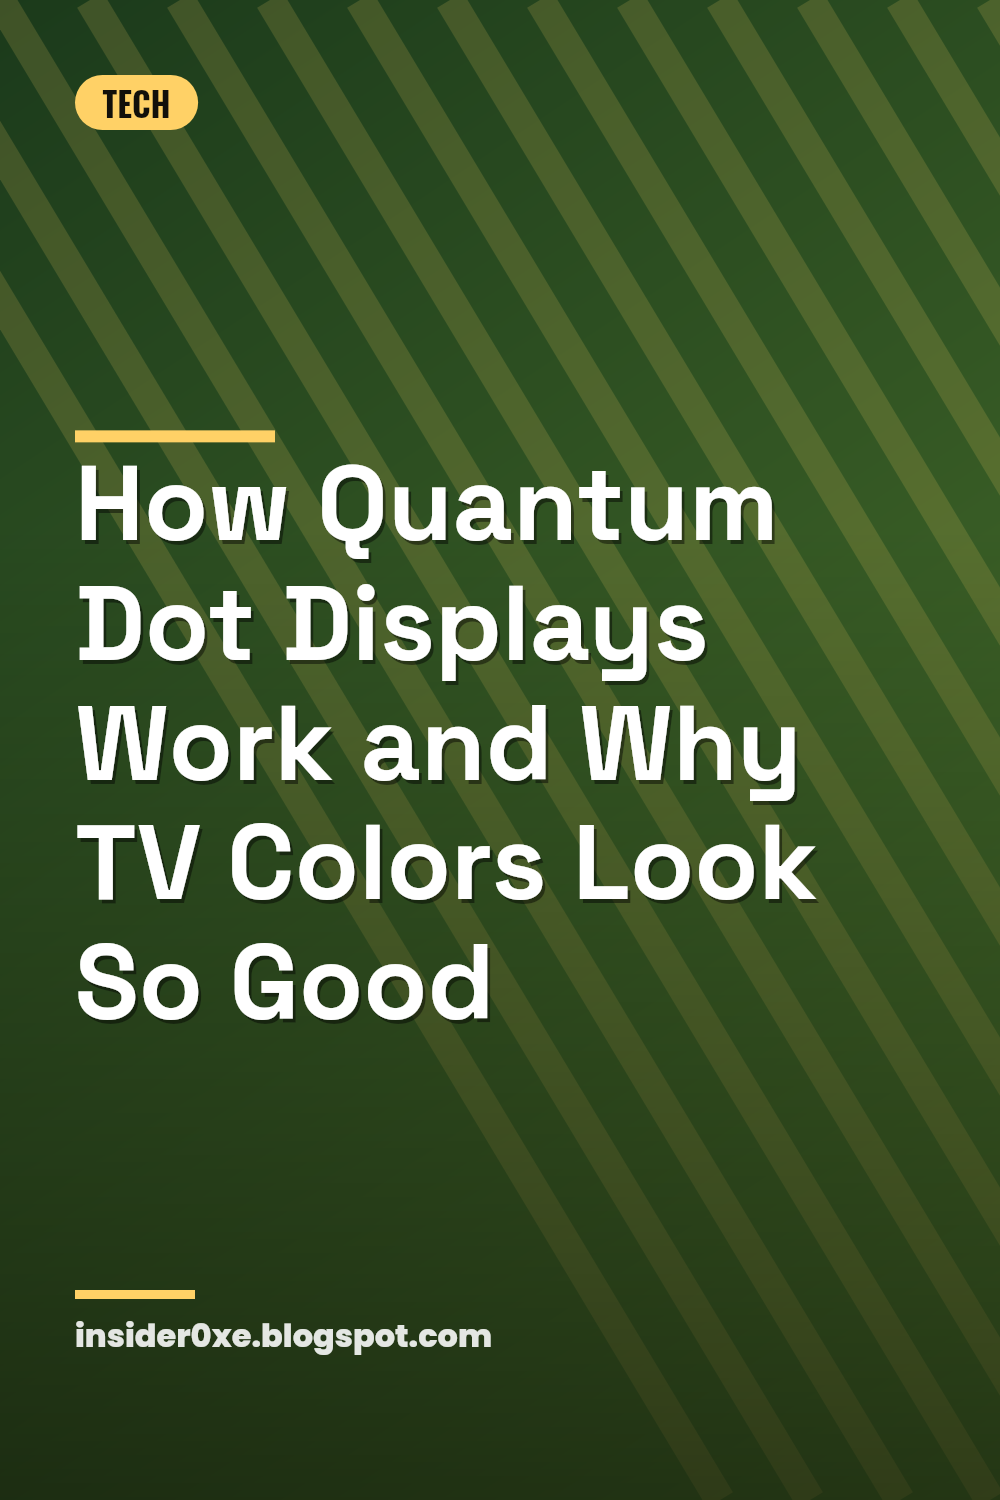 TECH
How Quantum
Dot Displays
Work and Why
TV Colors Look
So Good
insider0xe.blogspot.com